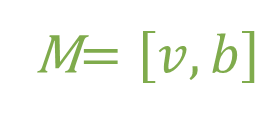 M= [v, b]